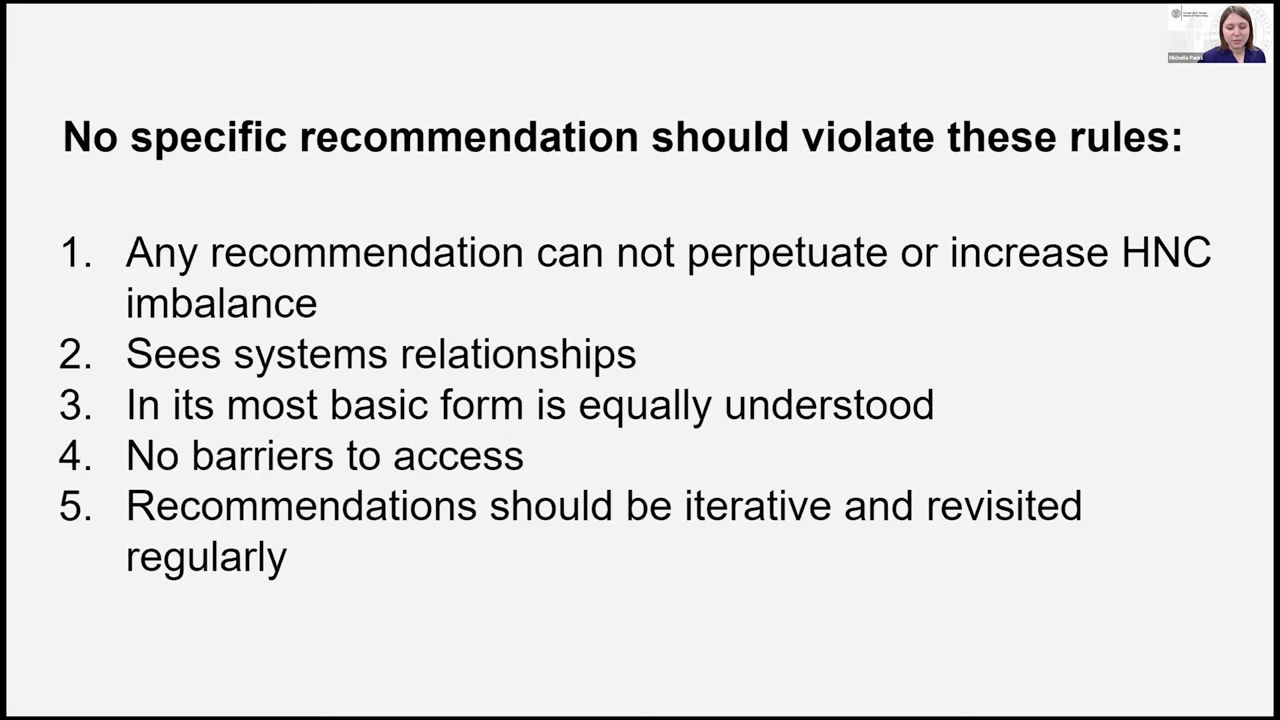 No specific recommendation should violate these rules:
1. Any recommendation can not perpetuate or increase HNC
imbalance
2. Sees systems relationships
3. In its most basic form is equally understood
4. No barriers to access
5. Recommendations should be iterative and revisited
regularly
Michelle